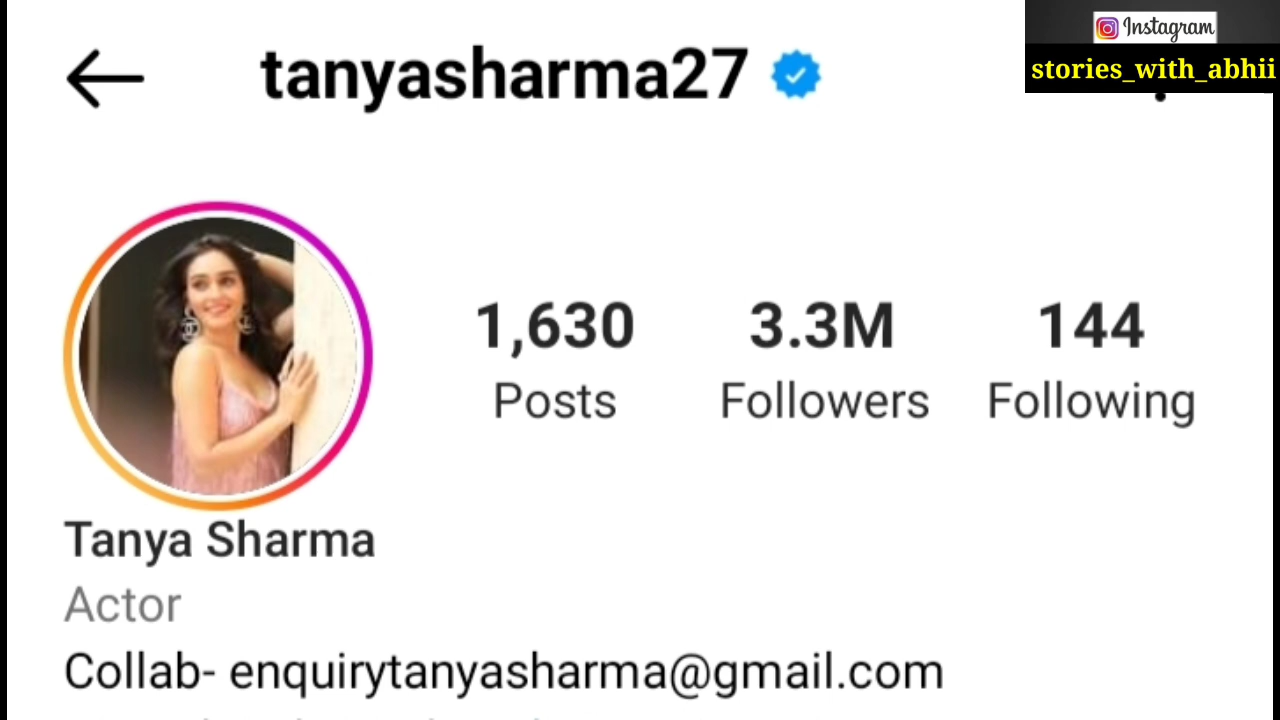 Instagram
stories_with_abhii
tanyasharma27
1,630 3.3M 144
Posts Followers Following
Tanya Sharma
Actor
Collab- enquirytanyasharma@gmail.com